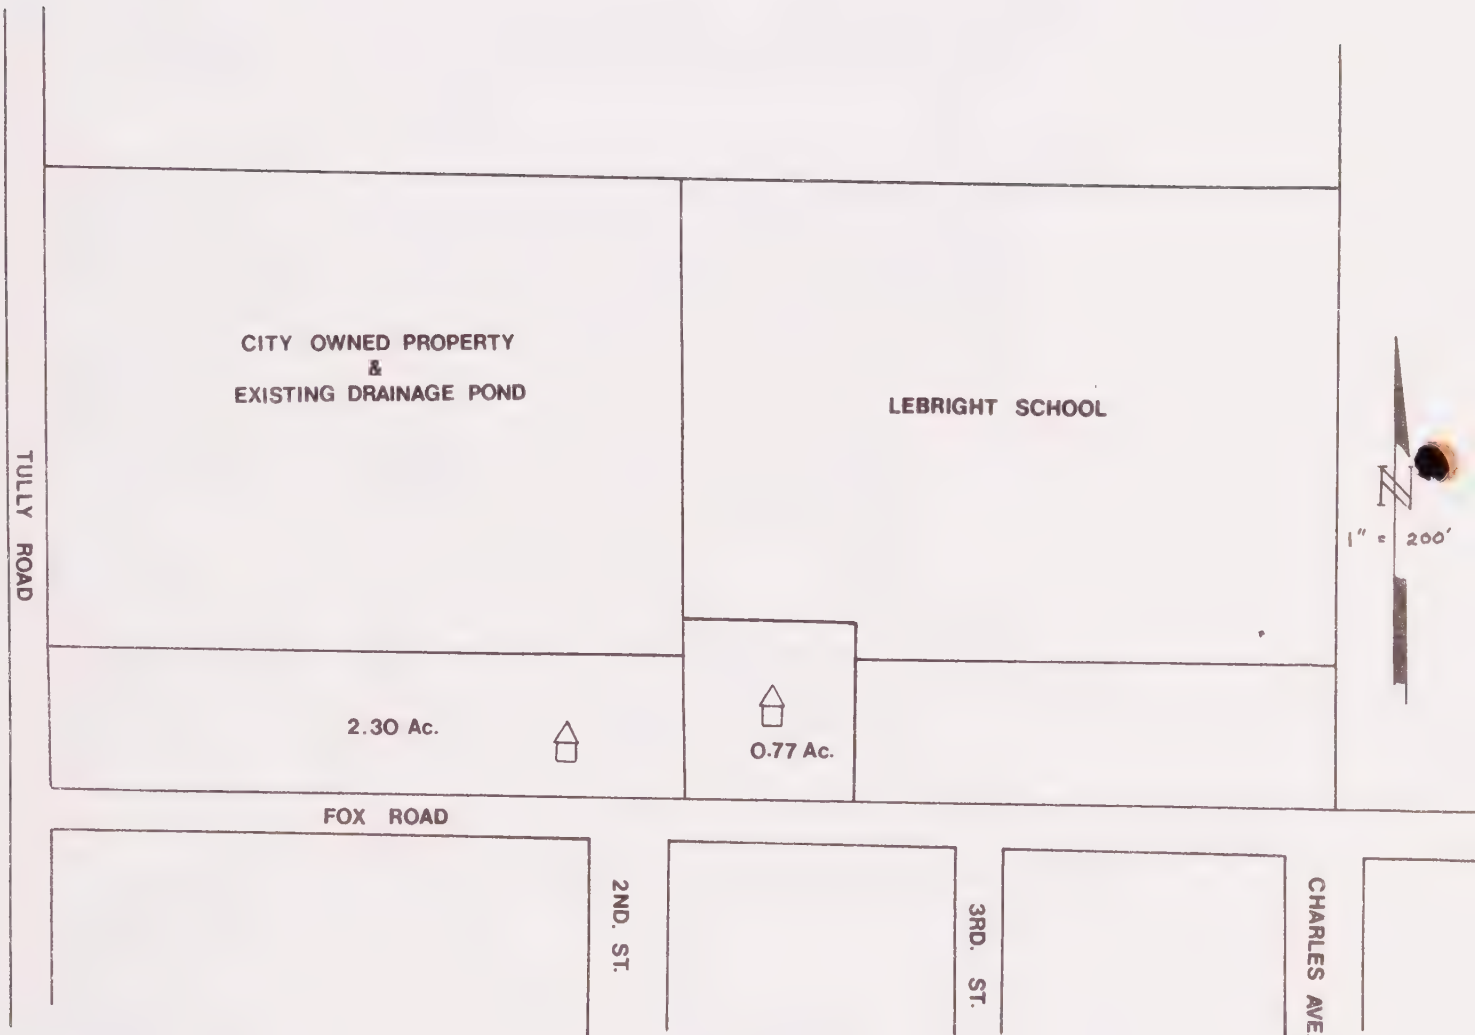 CITY OWNED PROPERTY
&
EXISTING DRAINAGE POND
LEBRIGHT SCHOOL
TULLY ROAD
N
1" = 200'
2.30 Ac.
0.77 Ac.
FOX ROAD
2ND. ST.
3RD. ST.
CHARLES AVE